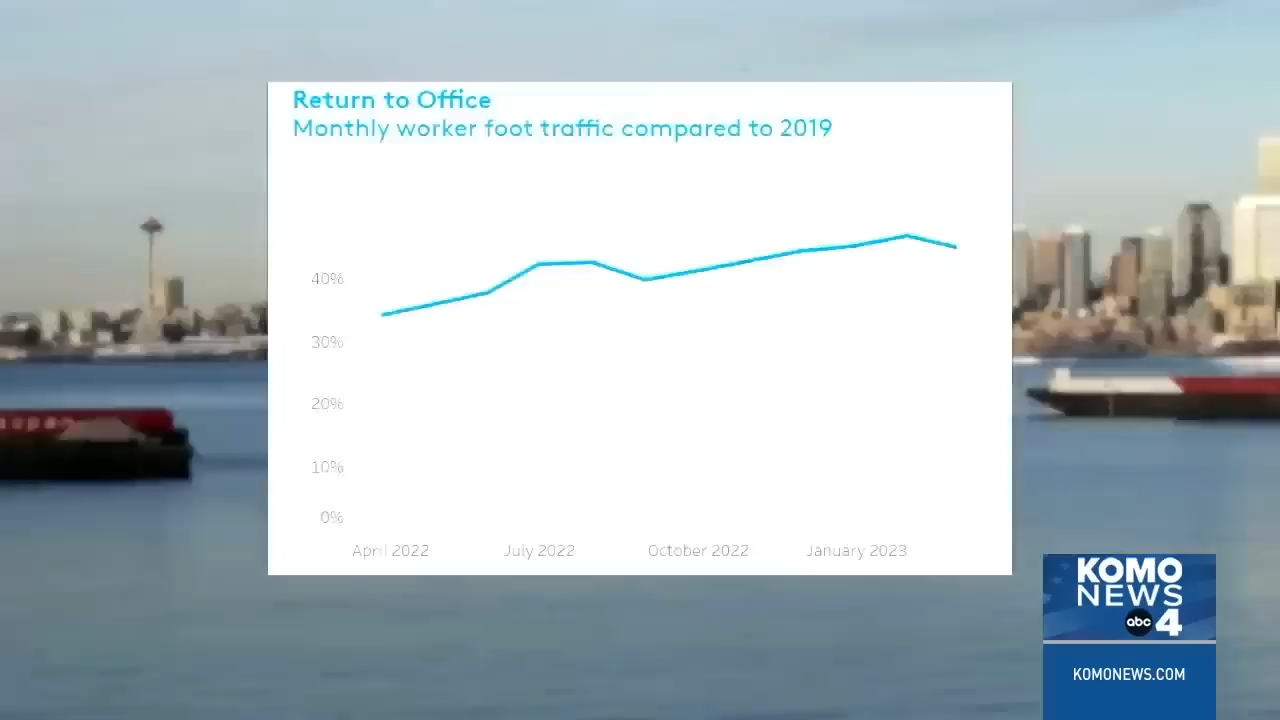 Return to Office
Monthly worker foot traffic compared to 2019
40%
30%
20%
10%
0%
April 2022 July 2022 October 2022 January 2023
KOMO
NEWS
abc 4
KOMONEWS.COM